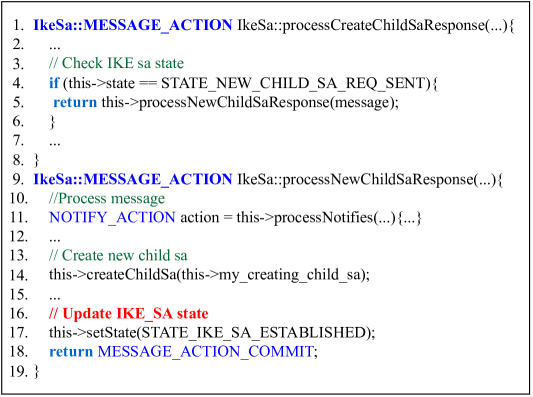 1. IkeSa::MESSAGE_ACTION IkeSa::processCreateChildSaResponse(...){
2. ...
3. // Check IKE sa state
4. if (this->state == STATE_NEW_CHILD_SA_REQ_SENT){
5. return this->processNewChildSaResponse(message);
6. }
7. ...
8. }
9. IkeSa::MESSAGE_ACTION IkeSa::processNewChildSaResponse(...){
10. //Process message
11. NOTIFY_ACTION action = this->processNotifies(...){...}
12. ...
13. // Create new child sa
14. this->createChildSa(this->my_creating_child_sa);
15. ...
16. // Update IKE_SA state
17. this->setState(STATE_IKE_SA_ESTABLISHED);
18. return MESSAGE_ACTION_COMMIT;
19. }